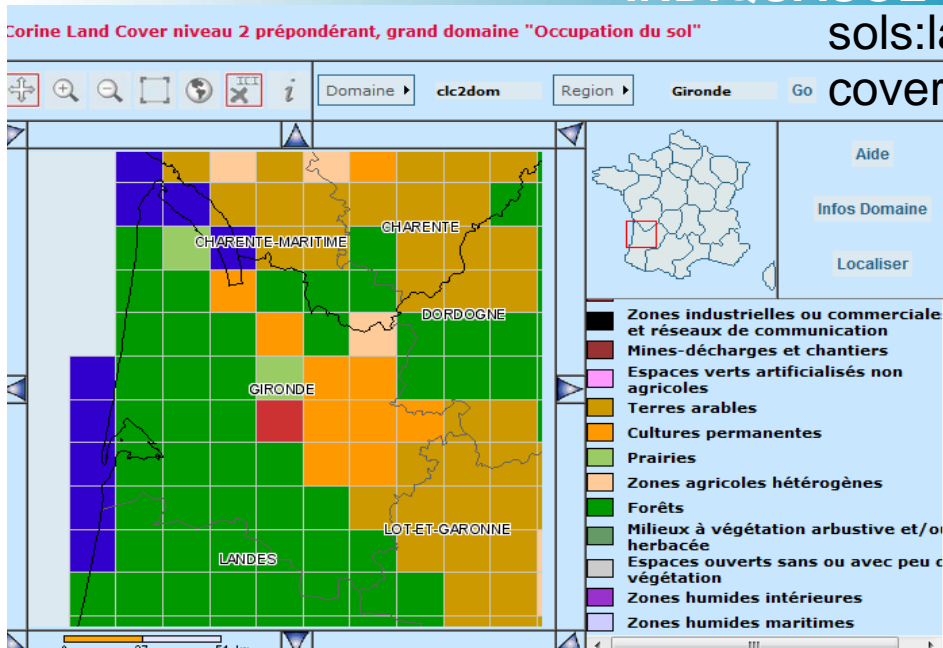 Corine Land Cover niveau 2 prépondérant, grand domaine "Occupation du sol"
sols:la
cover
ICI
i
Domaine
clc2dom
Region
Gironde
Go
Aide
Infos Domaine
Localiser
CHARENTE
CHARENTE-MARITIME
DORDOGNE
GIRONDE
LOT-ET-GARONNE
LANDES
Zones industrielles ou commerciale
et réseaux de communication
Mines-décharges et chantiers
Espaces verts artificialisés non
agricoles
Terres arables
Cultures permanentes
Prairies
Zones agricoles hétérogènes
Forêts
Milieux à végétation arbustive et/ou
herbacée
Espaces ouverts sans ou avec peu d
végétation
Zones humides intérieures
Zones humides maritimes